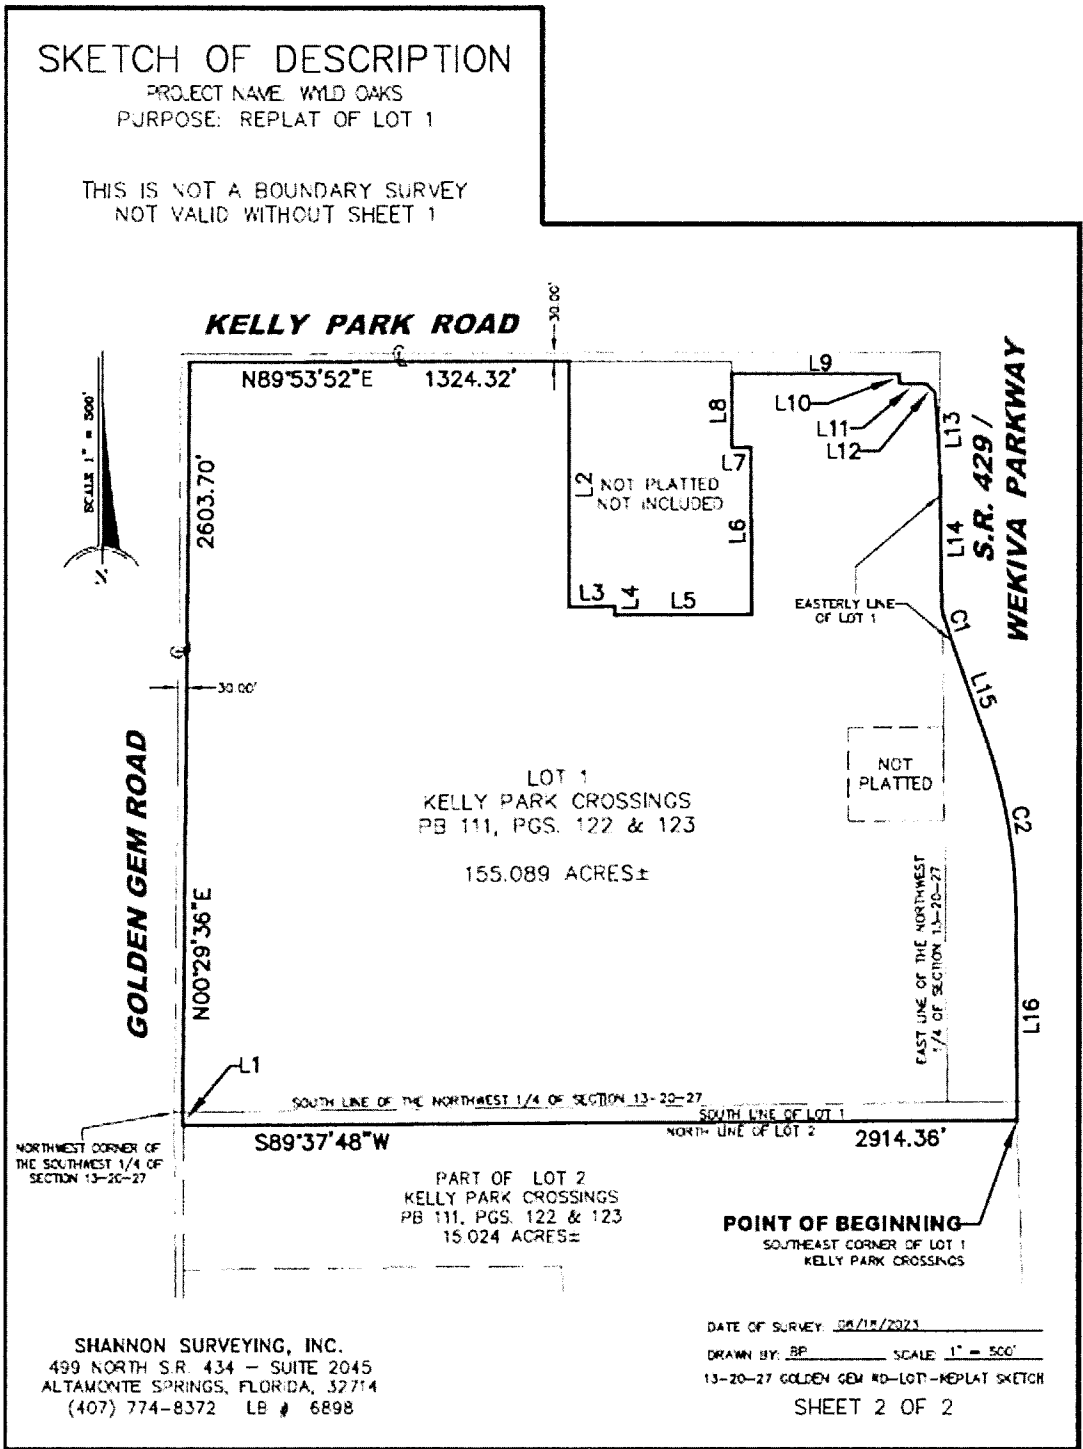 SKETCH OF DESCRIPTION
PROJECT NAME WYLD OAKS
PURPOSE: REPLAT OF LOT 1
THIS IS NOT A BOUNDARY SURVEY
NOT VALID WITHOUT SHEET 1
30.00'
KELLY PARK ROAD
N89°53'52"E 1324.32'
L9
L10
L11
L12
L8
L7
L13
S.R. 429 /
WEKIVA PARKWAY
SCALE 1" = 500'
N
2603.70'
L2
NOT PLATTED
NOT INCLUDED
L6
L14
L3
L4
L5
EASTERLY LINE
OF LOT 1
C1
L15
30.00'
GOLDEN GEM ROAD
N00°29'36"E
LOT 1
KELLY PARK CROSSINGS
PB 111, PGS. 122 & 123
155.089 ACRES±
NOT
PLATTED
C2
EAST LINE OF THE NORTHWEST
1/4 OF SECTION 13-20-27
L16
L1
SOUTH LINE OF THE NORTHWEST 1/4 OF SECTION 13-20-27
SOUTH LINE OF LOT 1
NORTH LINE OF LOT 2
S89°37'48"W
2914.36'
NORTHWEST CORNER OF
THE SOUTHWEST 1/4 OF
SECTION 13-20-27
PART OF LOT 2
KELLY PARK CROSSINGS
PB 111, PGS. 122 & 123
15.024 ACRES±
POINT OF BEGINNING
SOUTHEAST CORNER OF LOT 1
KELLY PARK CROSSINGS
SHANNON SURVEYING, INC.
499 NORTH S.R. 434 – SUITE 2045
ALTAMONTE SPRINGS, FLORIDA, 32714
(407) 774-8372 LB # 6898
DATE OF SURVEY:
DRAWN BY: BP SCALE: 1" = 500'
13-20-27 GOLDEN GEM RD-LOT1-REPLAT SKETCH
SHEET 2 OF 2